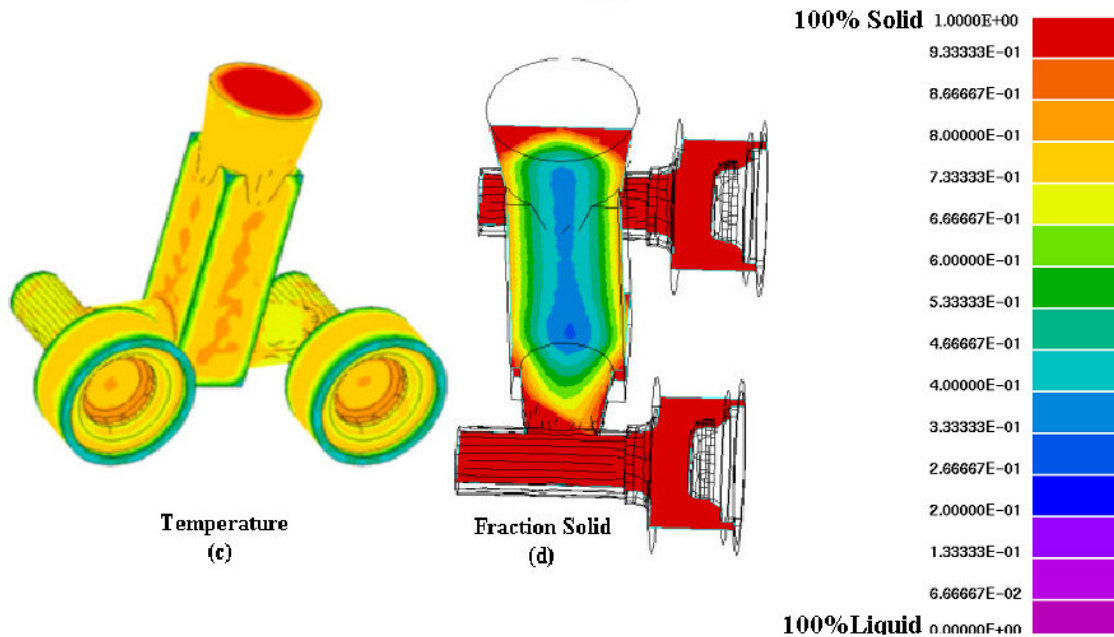 100% Solid 1.0000E+00
9.33333E-01
8.66667E-01
8.00000E-01
7.33333E-01
6.66667E-01
6.00000E-01
5.33333E-01
4.66667E-01
4.00000E-01
3.33333E-01
2.66667E-01
2.00000E-01
1.33333E-01
6.66667E-02
100%Liquid 0.00000E+00
Temperature
(c)
Fraction Solid
(d)